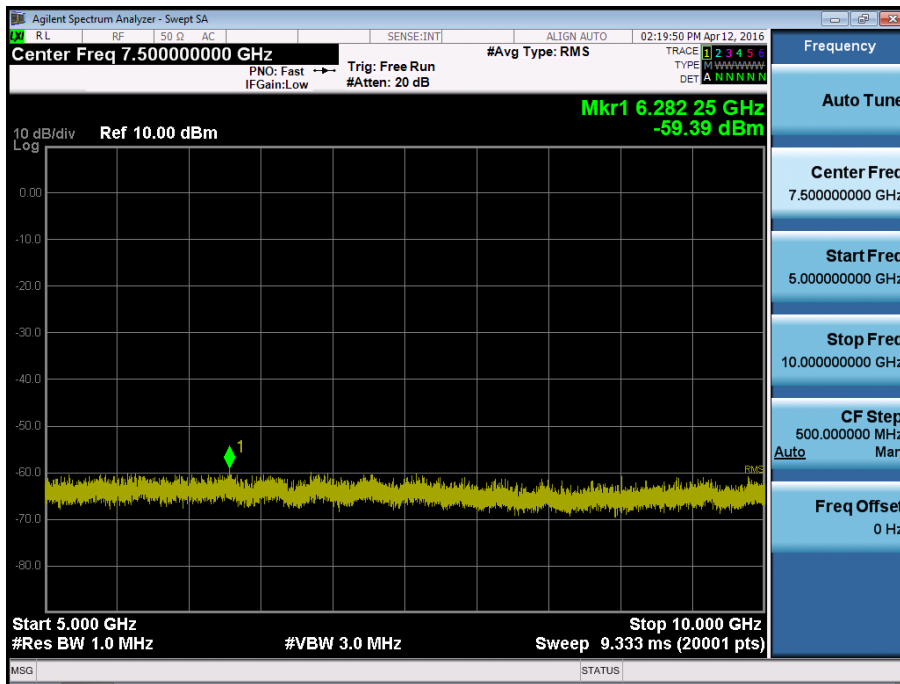 Agilent Spectrum Analyzer - Swept SA
LXI RL RF 50 Ω AC SENSE:INT ALIGN AUTO 02:19:50 PM Apr 12, 2016
Center Freq 7.500000000 GHz #Avg Type: RMS TRACE 1 2 3 4 5 6
PNO: Fast Trig: Free Run TYPE M WWWWW
IFGain:Low #Atten: 20 dB DET A N N N N N
Mkr1 6.282 25 GHz
-59.39 dBm
10 dB/div Ref 10.00 dBm
Log
0.00
-10.0
-20.0
-30.0
-40.0
-50.0
1
-60.0
RMS
-70.0
-80.0
Start 5.000 GHz Stop 10.000 GHz
#Res BW 1.0 MHz #VBW 3.0 MHz Sweep 9.333 ms (20001 pts)
MSG STATUS
Frequency
Auto Tune
Center Freq
7.500000000 GHz
Start Freq
5.000000000 GHz
Stop Freq
10.000000000 GHz
CF Step
500.000000 MHz
Auto Man
Freq Offset
0 Hz